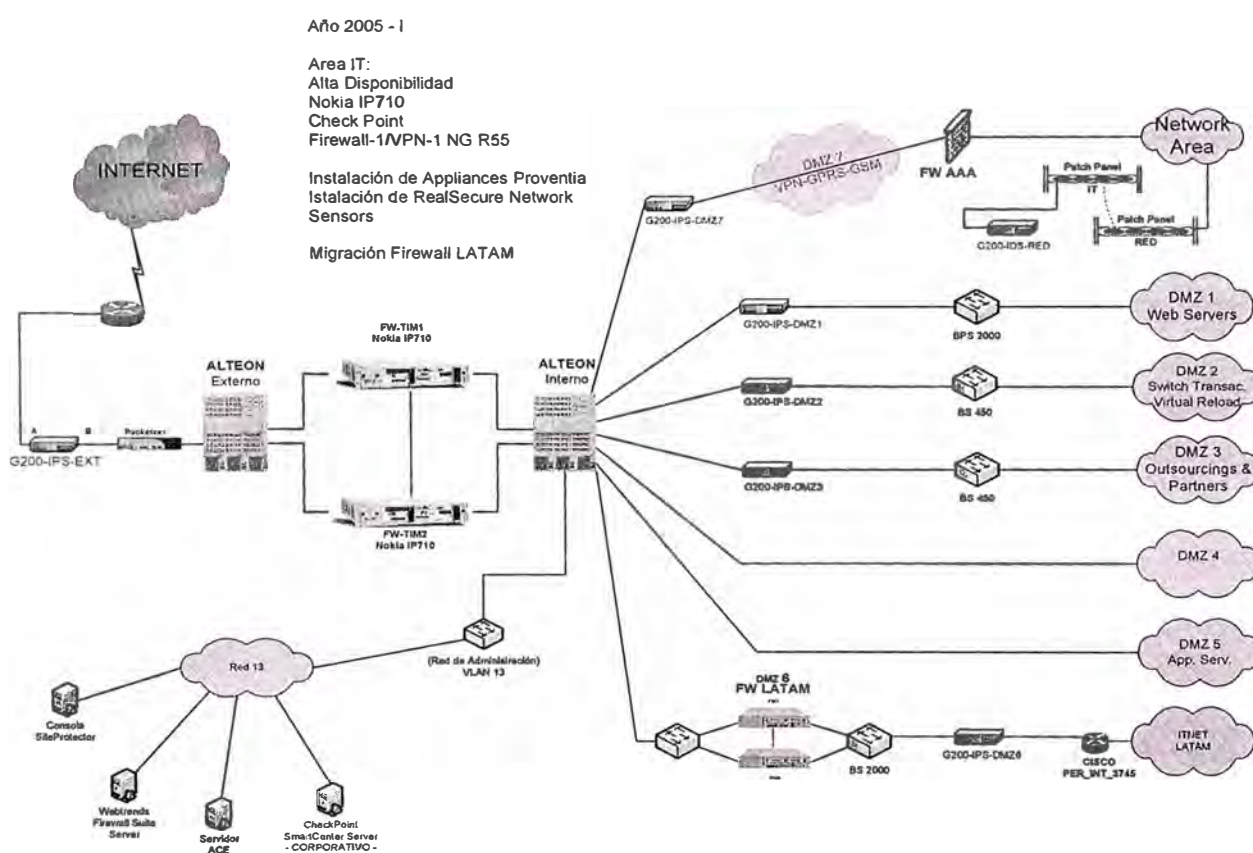 Año 2005 - I
Area IT:
Alta Disponibilidad
Nokia IP710
Check Point
Firewall-1/VPN-1 NG R55
Instalación de Appliances Proventia
Istalación de RealSecure Network
Sensors
Migración Firewall LATAM
INTERNET
DMZ 7
VPN-GPRS-GSM
FW AAA
Network
Area
Patch Panel
IT
Patch Panel
RED
G200-IDS-RED
G200-IPS-DMZ7
G200-IPS-DMZ1
BPS 2000
DMZ 1
Web Servers
FW-TIM1
Nokia IP710
ALTEON
Externo
ALTEON
Interno
G200-IPS-DMZ2
BS 450
DMZ 2
Switch Transac.
Virtual Reload
A
B
Packeteer
G200-IPS-EXT
G200-IPS-DMZ3
BS 450
DMZ 3
Outsourcings &
Partners
FW-TIM2
Nokia IP710
DMZ 4
DMZ 5
App. Serv.
(Red de Administración)
VLAN 13
Red 13
DMZ 6
FW LATAM
BS 2000
G200-IPS-DMZ6
CISCO
PER_INT_3745
ITNET
LATAM
Consola
SiteProtector
Webtrends
Firewall Suite
Server
Servidor
ACE
CheckPoint
SmartCenter Server
- CORPORATIVO -